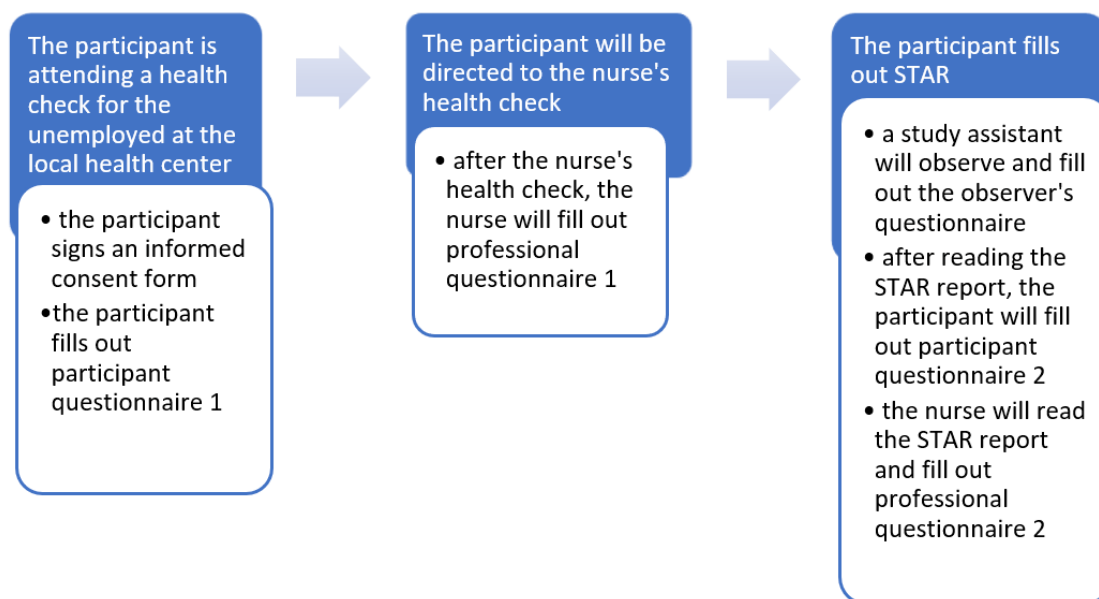 The participant is
attending a health
check for the
unemployed at the
local health center
• the participant
signs an informed
consent form
•the participant
fills out
participant
questionnaire 1
The participant will be
directed to the nurse's
health check
• after the nurse's
health check, the
nurse will fill out
professional
questionnaire 1
The participant fills
out STAR
• a study assistant
will observe and fill
out the observer's
questionnaire
• after reading the
STAR report, the
participant will fill
out participant
questionnaire 2
• the nurse will read
the STAR report
and fill out
professional
questionnaire 2